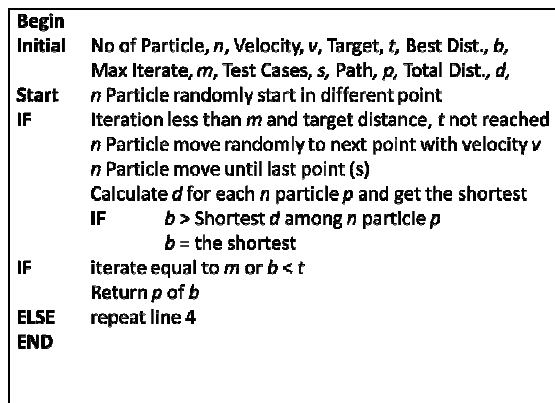 Begin
Initial No of Particle, n, Velocity, v, Target, t, Best Dist., b,
Max Iterate, m, Test Cases, s, Path, p, Total Dist., d,
Start n Particle randomly start in different point
IF Iteration less than m and target distance, t not reached
n Particle move randomly to next point with velocity v
n Particle move until last point (s)
Calculate d for each n particle p and get the shortest
IF b > Shortest d among n particle p
b = the shortest
IF iterate equal to m or b < t
Return p of b
ELSE repeat line 4
END